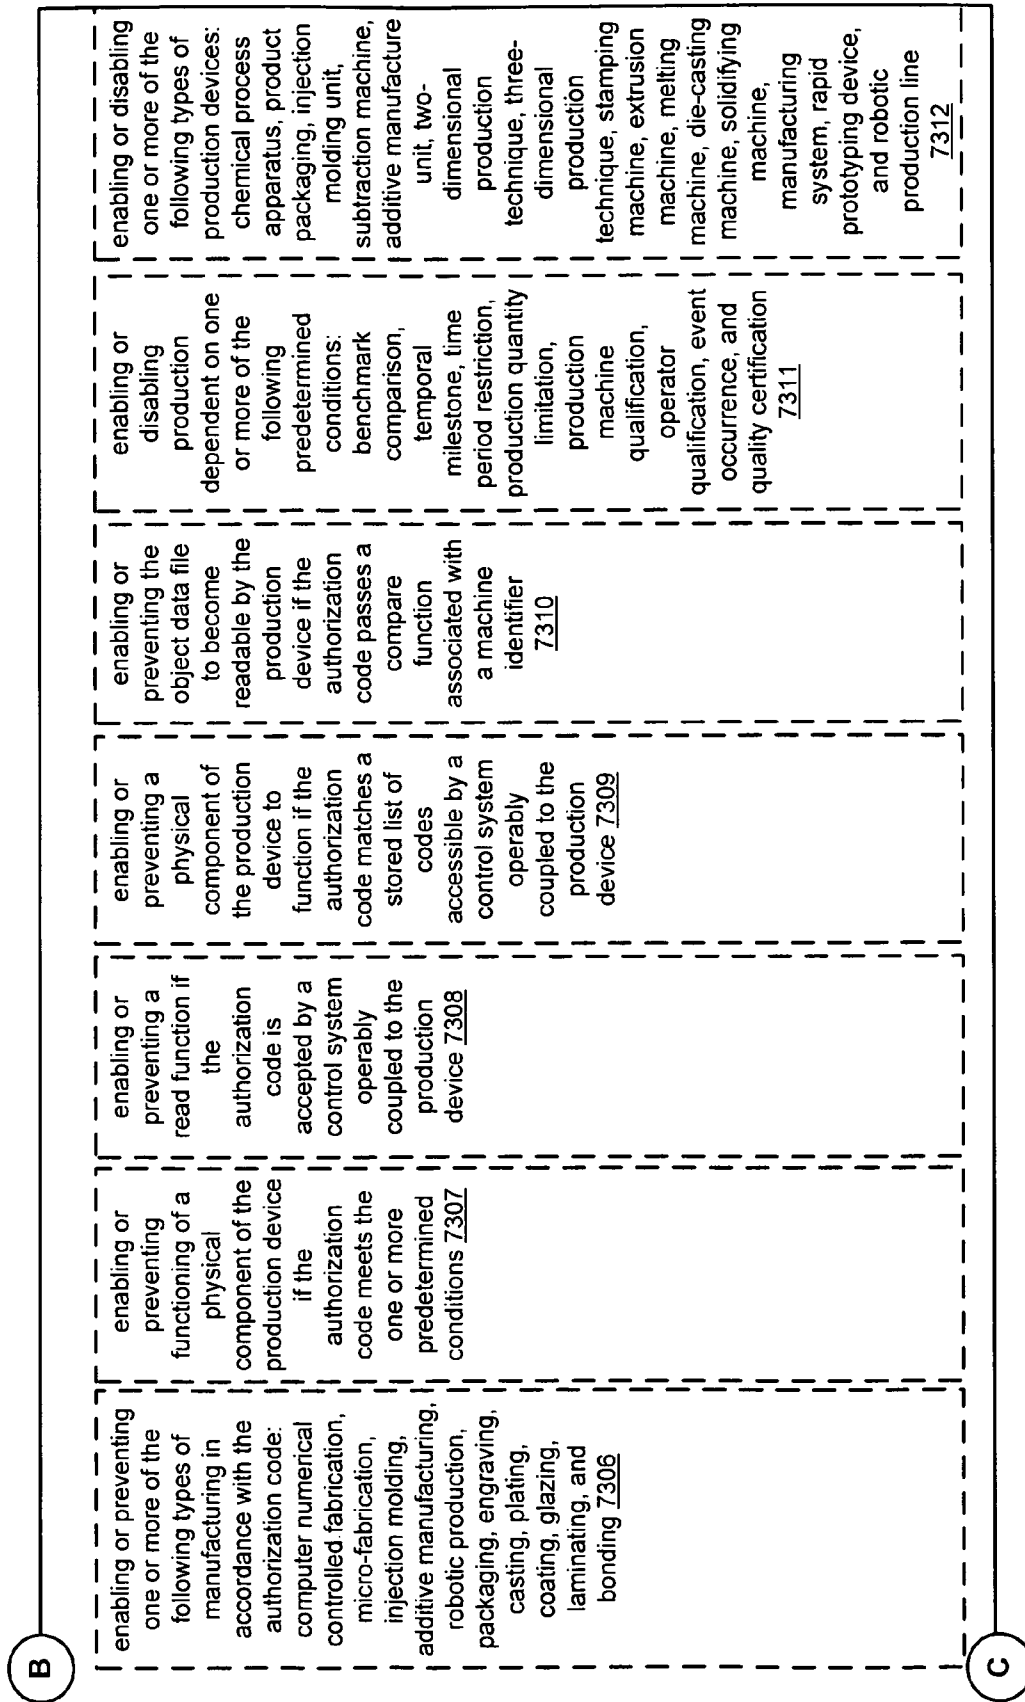 B
enabling or preventing
one or more of the
following types of
manufacturing in
accordance with the
authorization code:
computer numerical
controlled fabrication,
micro-fabrication,
injection molding,
additive manufacturing,
robotic production,
packaging, engraving,
casting, plating,
coating, glazing,
laminating, and
bonding 7306
enabling or
preventing
functioning of a
physical
component of the
production device
if the
authorization
code meets the
one or more
predetermined
conditions 7307
enabling or
preventing a
read function if
the
authorization
code is
accepted by a
control system
operably
coupled to the
production
device 7308
enabling or
preventing a
physical
component of
the production
device to
function if the
authorization
code matches a
stored list of
codes
accessible by a
control system
operably
coupled to the
production
device 7309
enabling or
preventing the
object data file
to become
readable by the
production
device if the
authorization
code passes a
compare
function
associated with
a machine
identifier
7310
enabling or
disabling
production
dependent on one
or more of the
following
predetermined
conditions:
benchmark
comparison,
temporal
milestone, time
period restriction,
production quantity
limitation,
production
machine
qualification,
operator
qualification, event
occurrence, and
quality certification
7311
enabling or disabling
one or more of the
following types of
production devices:
chemical process
apparatus, product
packaging, injection
molding unit,
subtraction machine,
additive manufacture
unit, two-
dimensional
production
technique, three-
dimensional
production
technique, stamping
machine, extrusion
machine, melting
machine, die-casting
machine, solidifying
machine,
manufacturing
system, rapid
prototyping device,
and robotic
production line
7312
C